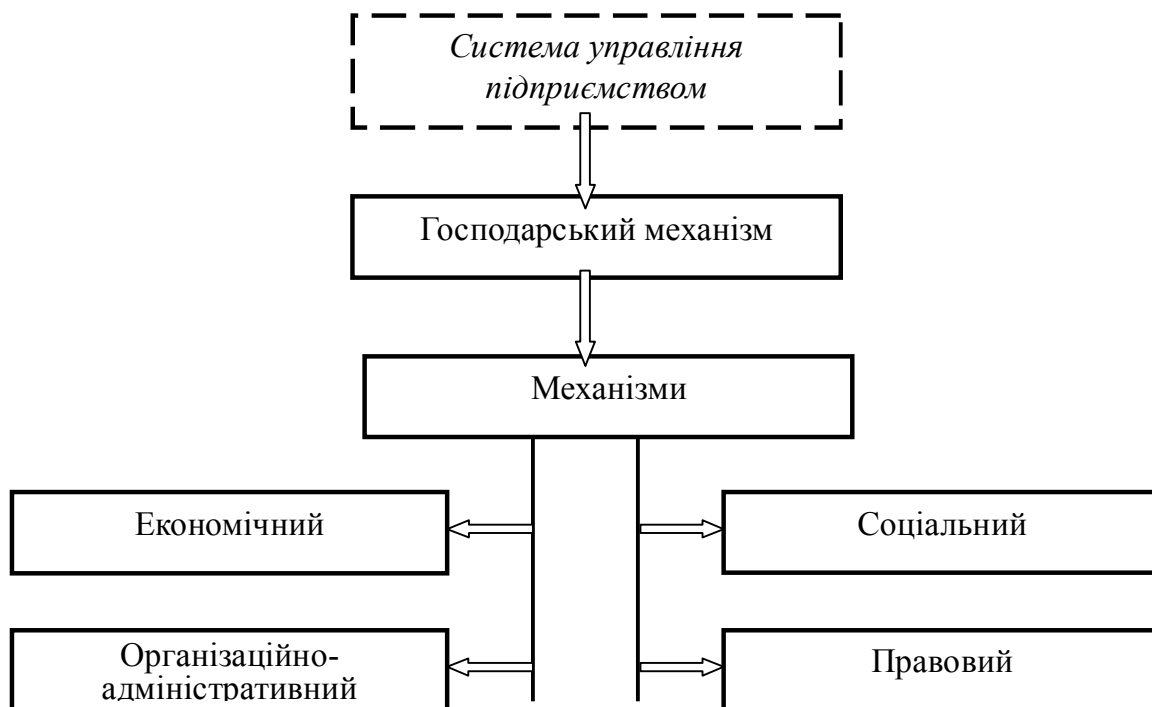 Система управління
підприємством
Господарський механізм
Механізми
Економічний
Соціальний
Організаційно-
адміністративний
Правовий